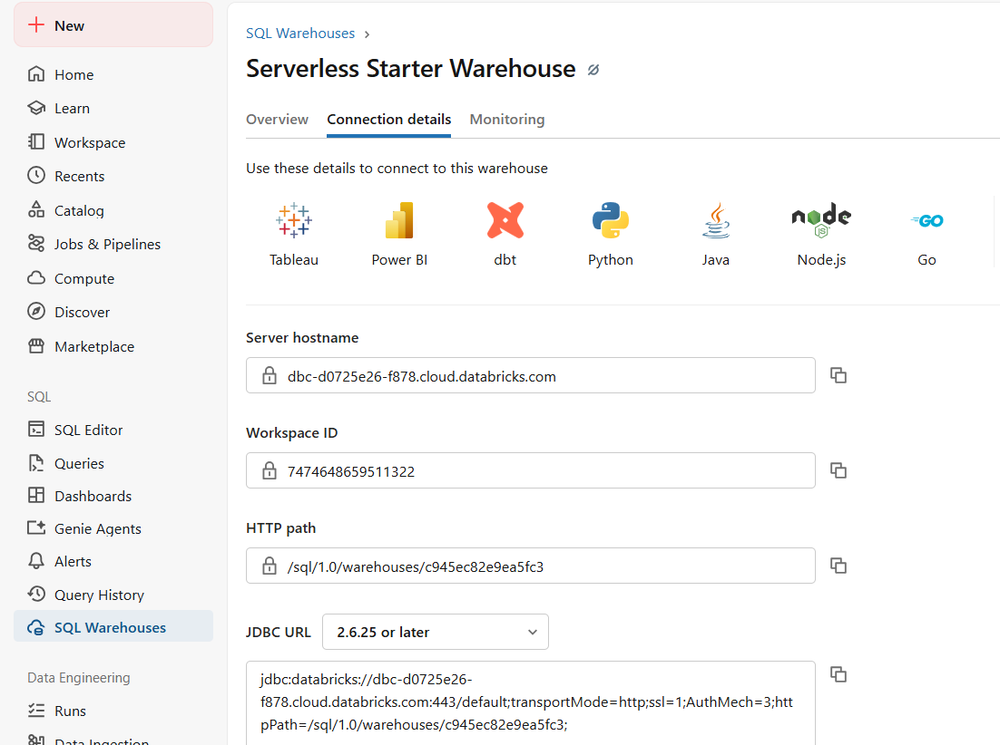 New
Home
Learn
Workspace
Recents
Catalog
Jobs & Pipelines
Compute
Discover
Marketplace
SQL
SQL Editor
Queries
Dashboards
Genie Agents
Alerts
Query History
SQL Warehouses
Data Engineering
Runs
Data Ingestion
SQL Warehouses ›
Serverless Starter Warehouse
Overview Connection details Monitoring
Use these details to connect to this warehouse
node
JS
GO
Tableau Power BI dbt Python Java Node.js Go
Server hostname
dbc-d0725e26-f878.cloud.databricks.com
Workspace ID
7474648659511322
HTTP path
/sql/1.0/warehouses/c945ec82e9ea5fc3
JDBC URL 2.6.25 or later
jdbc:databricks://dbc-d0725e26-
f878.cloud.databricks.com:443/default;transportMode=http;ssl=1;AuthMech=3;htt
pPath=/sql/1.0/warehouses/c945ec82e9ea5fc3;